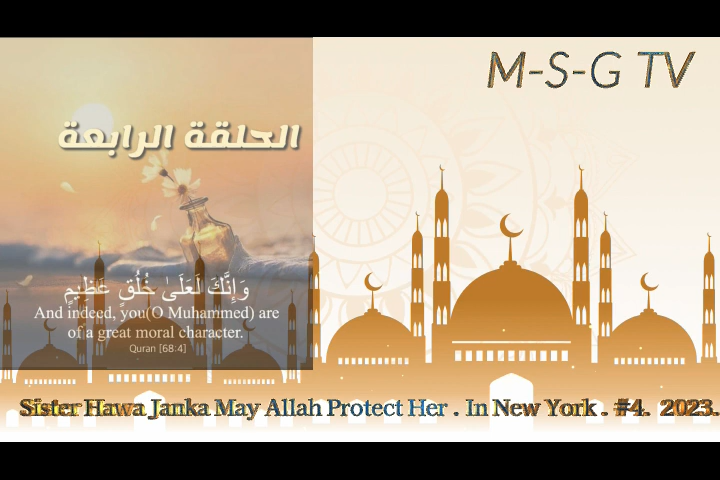 M-S-G TV
الحلقة الرابعة
وَإِنَّكَ لَعَلَىٰ خُلُقٍ عَظِيمٍ
And indeed, you(O Muhammed) are
of a great moral character.
Quran [68:4]
Sister Hawa Janka May Allah Protect Her . In New York . #4. 2023.